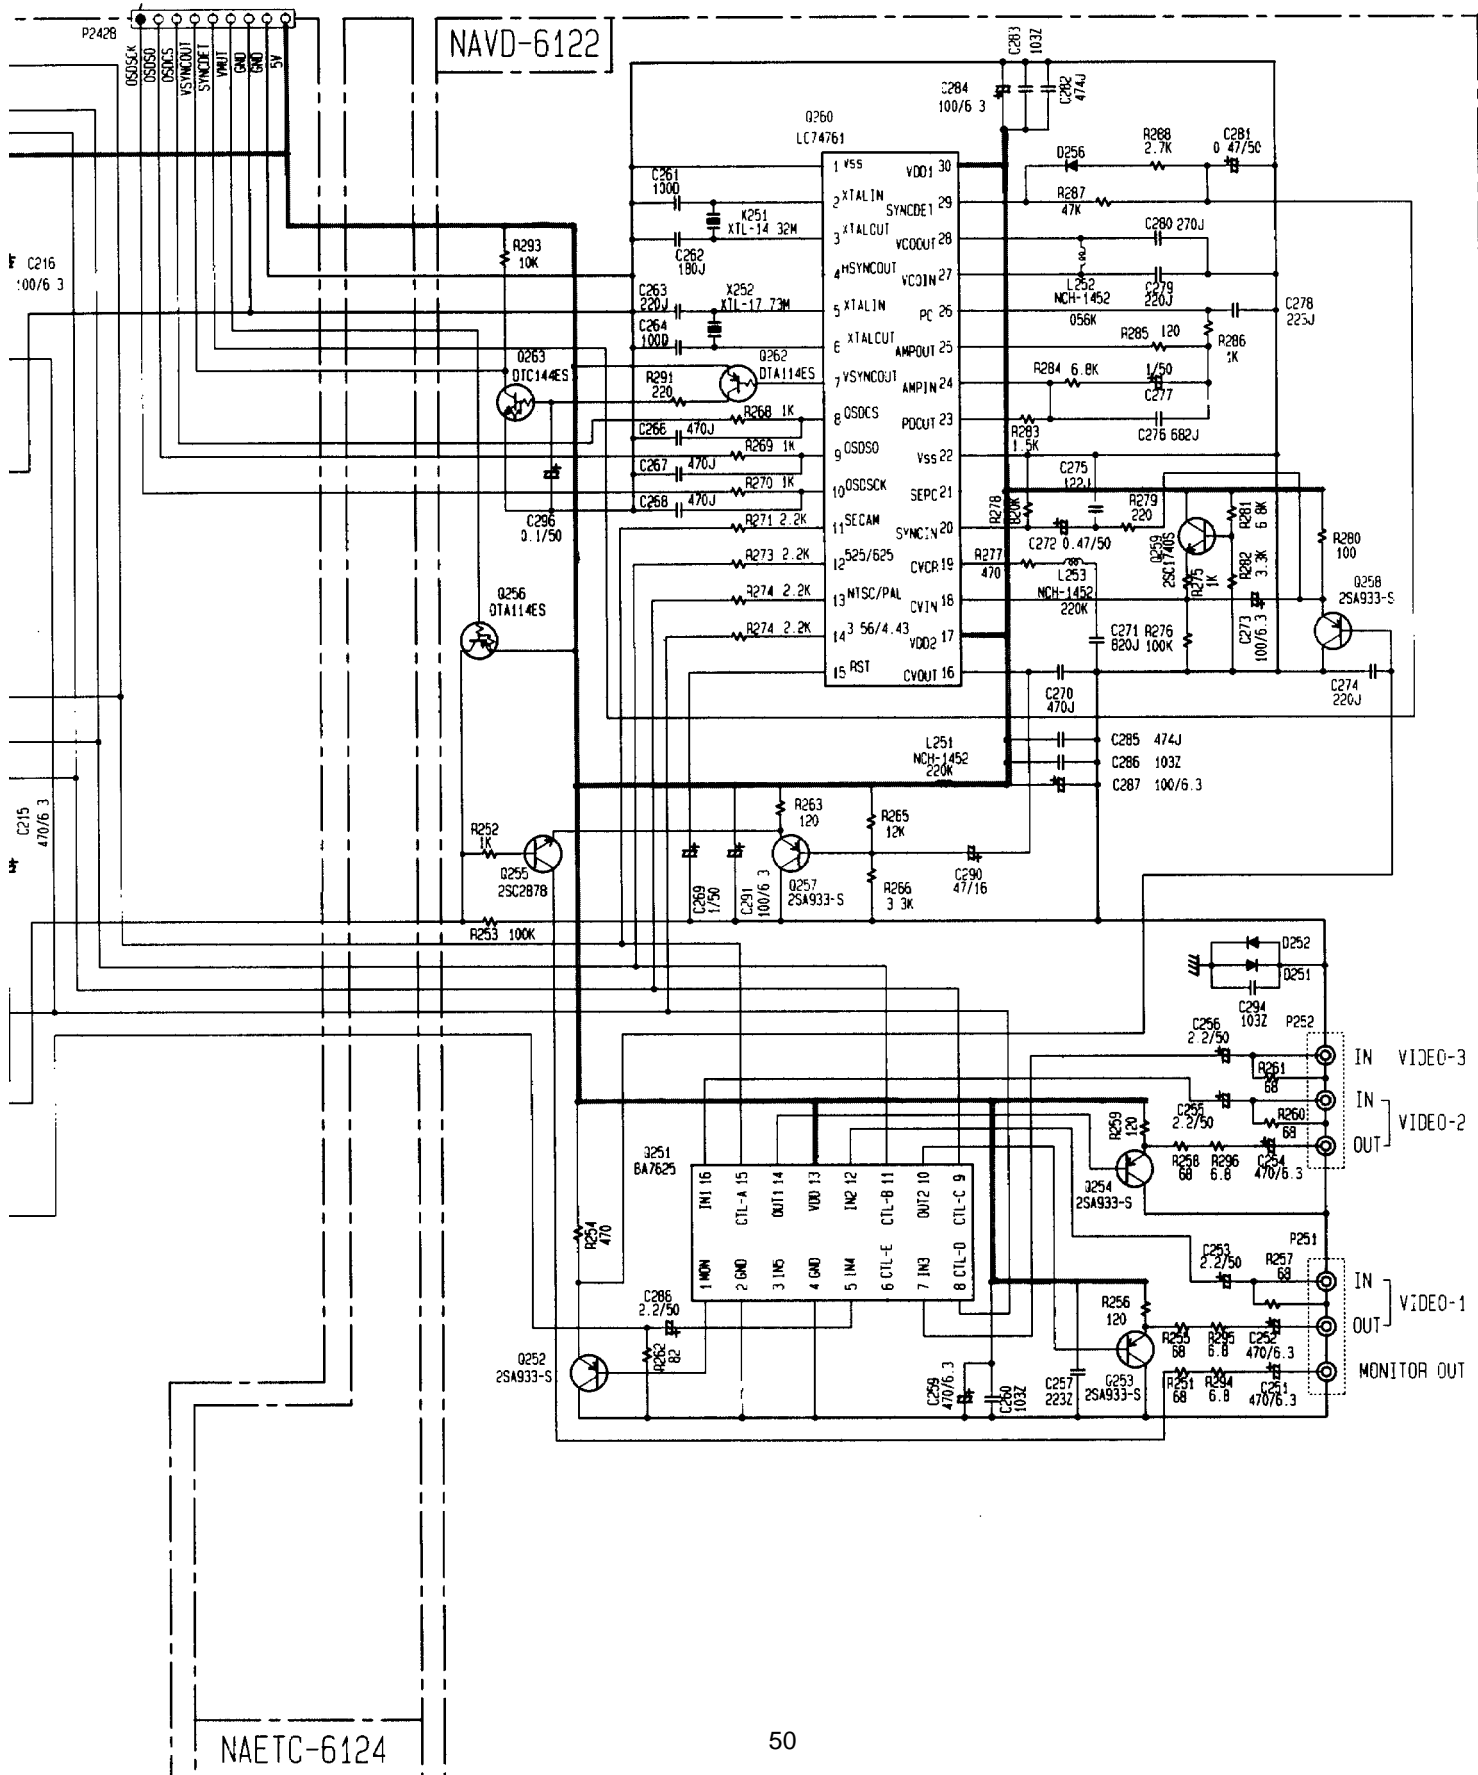 P242B
OSDSCK
OSDSO
OSDCS
VSYNCOUT
SYNCDET
VMUT
GND
GND
5V
NAVD-6122
C283
103Z
C284
100/6 3
C282
474J
Q260
LC74761
1 VSS
2 XTALIN
3 XTALOUT
4 HSYNCOUT
5 XTALIN
6 XTALOUT
7 VSYNCOUT
8 OSDCS
9 OSDSO
10 OSDSCK
11 SECAM
12 525/625
13 NTSC/PAL
14 3 56/4.43
15 RST
VDD1 30
SYNCDET 29
VCOOUT 28
VCOIN 27
PC 26
AMPOUT 25
AMPIN 24
PDOUT 23
Vss 22
SEPC 21
SYNCIN 20
CVCR 19
CVIN 18
VDD2 17
CVOUT 16
D256
R288
2.7K
C281
0 47/50
R287
47K
C280 270J
L252
NCH-1452
056K
C279
220J
C278
223J
R285 120
R286
1K
R284 6.8K
1/50
C277
R283
1.5K
C276 682J
C275
122J
R278
820K
R279
220
C272 0.47/50
R277
470
L253
NCH-1452
220K
Q259
2SC1740S
R275
1K
R281
6 8K
R282
3.3K
R280
100
Q258
2SA933-S
C271
820J
R276
100K
C273
100/6.3
C274
220J
C270
470J
C285 474J
C286 103Z
C287 100/6.3
C261
100D
X251
XTL-14 32M
C262
180J
C263
220J
X252
XTL-17.73M
C264
100D
C216
100/6 3
R293
10K
Q263
DTC144ES
R291
220
Q262
DTA114ES
R268 1K
C266 470J
R269 1K
C267 470J
R270 1K
C268 470J
R271 2.2K
R273 2.2K
R274 2.2K
R274 2.2K
C296
0.1/50
Q256
DTA114ES
L251
NCH-1452
220K
C215
470/6 3
R252
1K
Q255
2SC2878
R253 100K
C269
1/50
C291
100/6 3
R263
120
Q257
2SA933-S
R265
12K
R266
3 3K
C290
47/16
D252
D251
C294
103Z
C256
2.2/50
P252
IN VIDEO-3
R261
68
IN
C255
2.2/50
R260
68
VIDEO-2
OUT
R259
120
R258
68
R296
6.8
C254
470/6.3
Q254
2SA933-S
Q251
BA7625
IN1 16
CTL-A 15
OUT1 14
VDD 13
IN2 12
CTL-B 11
OUT2 10
CTL-C 9
1 MON
2 GND
3 IN5
4 GND
5 IN4
6 CTL-E
7 IN3
8 CTL-D
R254
470
C286
2.2/50
R262
82
Q252
2SA933-S
P251
C253
2.2/50
R257
68
IN
VIDEO-1
OUT
R256
120
R255
68
R295
6.8
C252
470/6.3
MONITOR OUT
C259
470/6.3
C260
103Z
C257
223Z
Q253
2SA933-S
R251
68
R294
6.8
C251
470/6.3
NAETC-6124
50